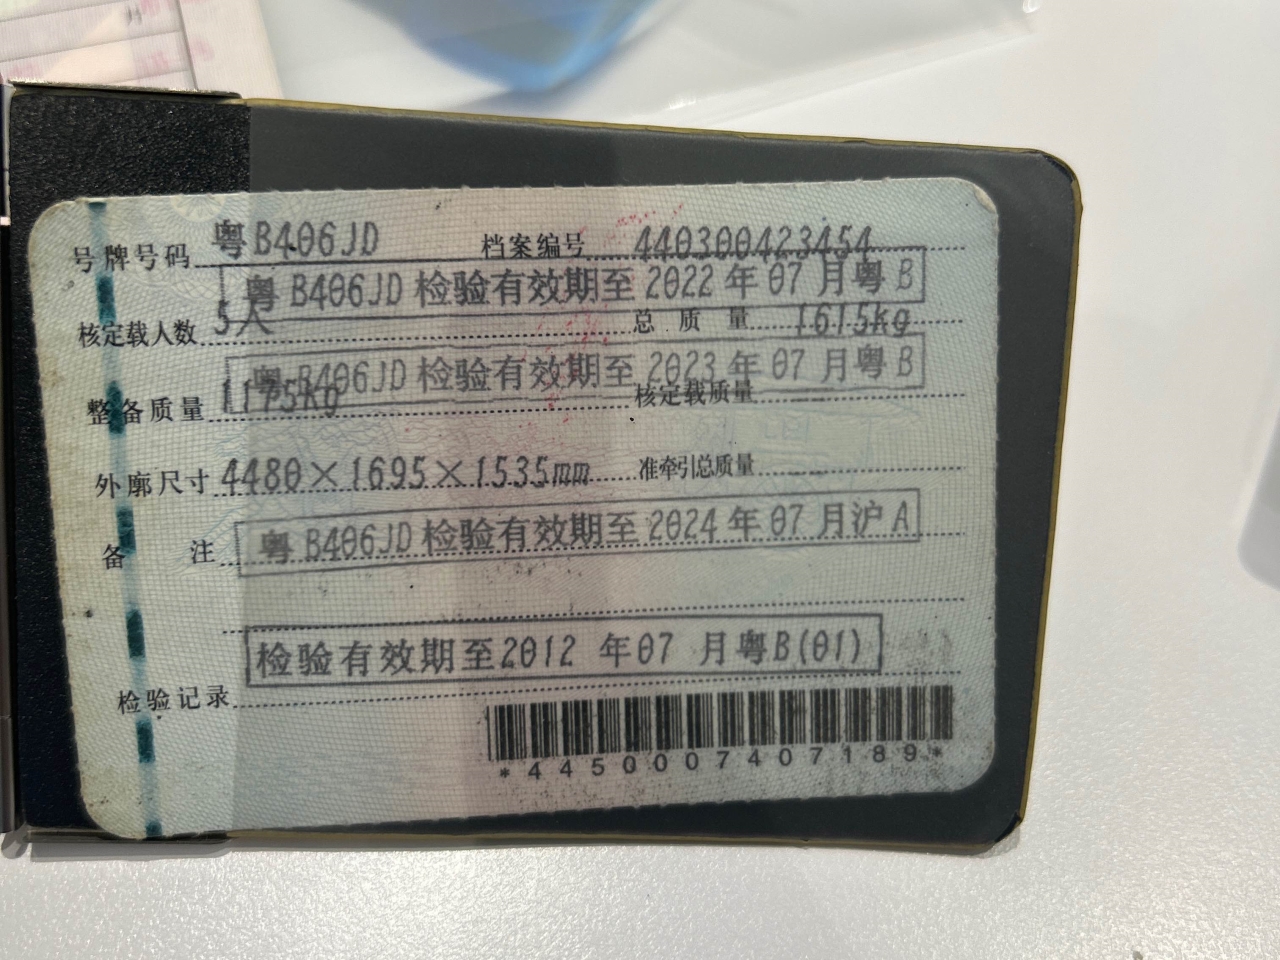 号牌号码 粤B406JD 档案编号 440300423454
粤B406JD检验有效期至2022年07月粤B
核定载人数 5人 总质量 1615kg
粤B406JD检验有效期至2023年07月粤B
整备质量 1175kg 核定载质量
外廓尺寸 4480×1695×1535mm 准牵引总质量
备注 粤B406JD检验有效期至2024年07月沪A
检验有效期至2012 年07 月粤B(01)
检验记录
*4450007407189*